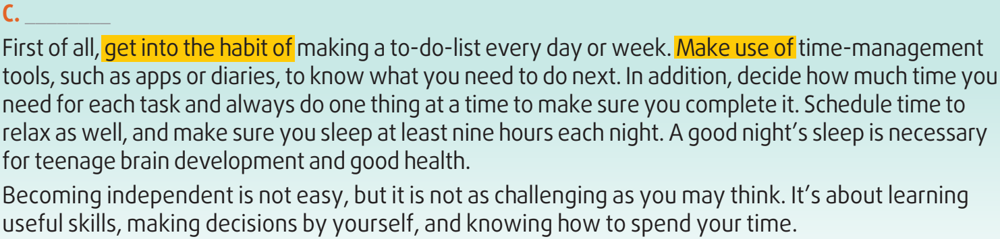 C. ________
First of all, get into the habit of making a to-do-list every day or week. Make use of time-management
tools, such as apps or diaries, to know what you need to do next. In addition, decide how much time you
need for each task and always do one thing at a time to make sure you complete it. Schedule time to
relax as well, and make sure you sleep at least nine hours each night. A good night’s sleep is necessary
for teenage brain development and good health.
Becoming independent is not easy, but it is not as challenging as you may think. It’s about learning
useful skills, making decisions by yourself, and knowing how to spend your time.